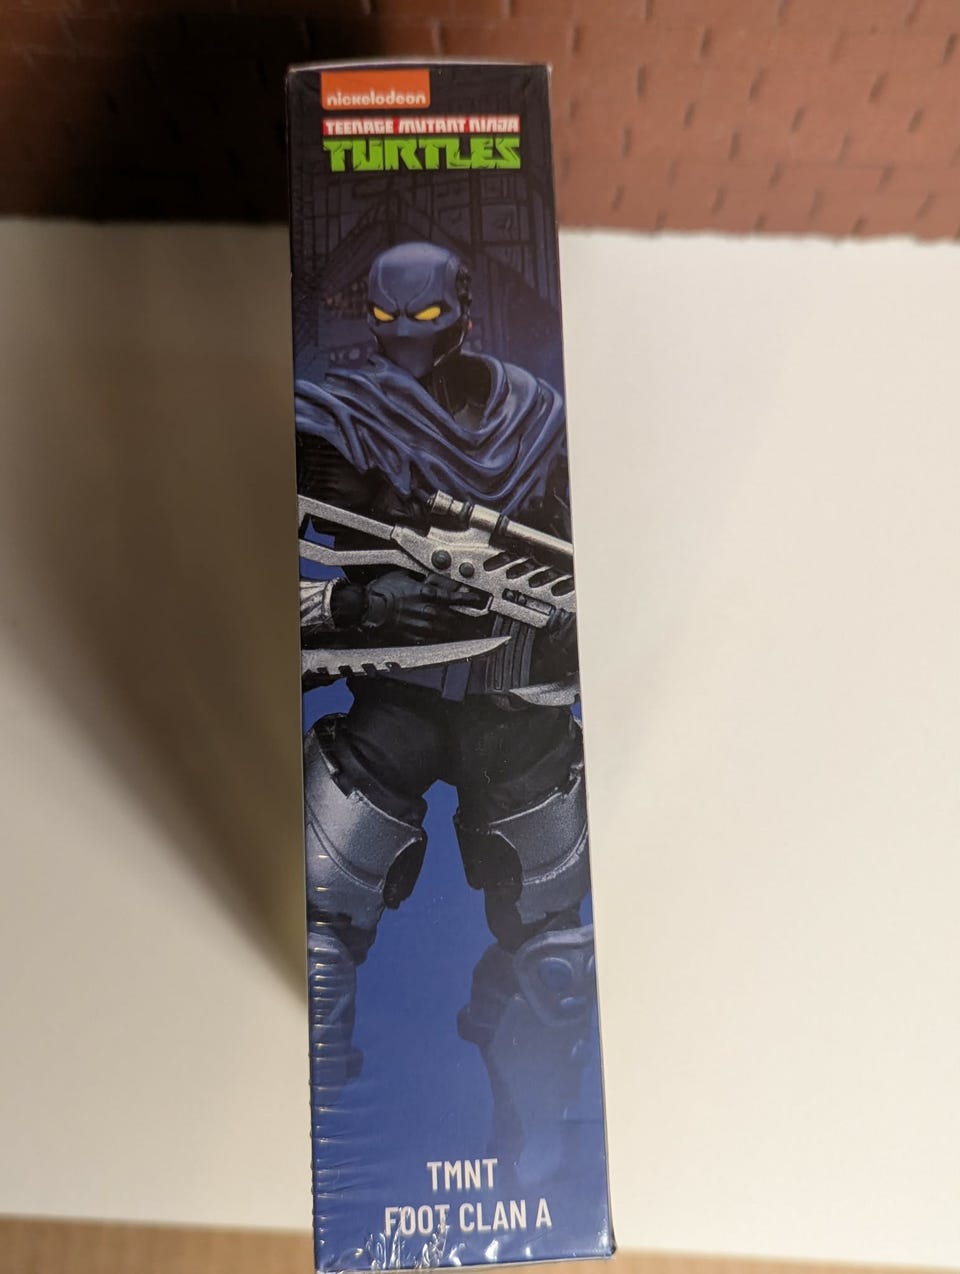 nickelodeon
TEENAGE MUTANT NINJA
TURTLES
TMNT
FOOT CLAN A